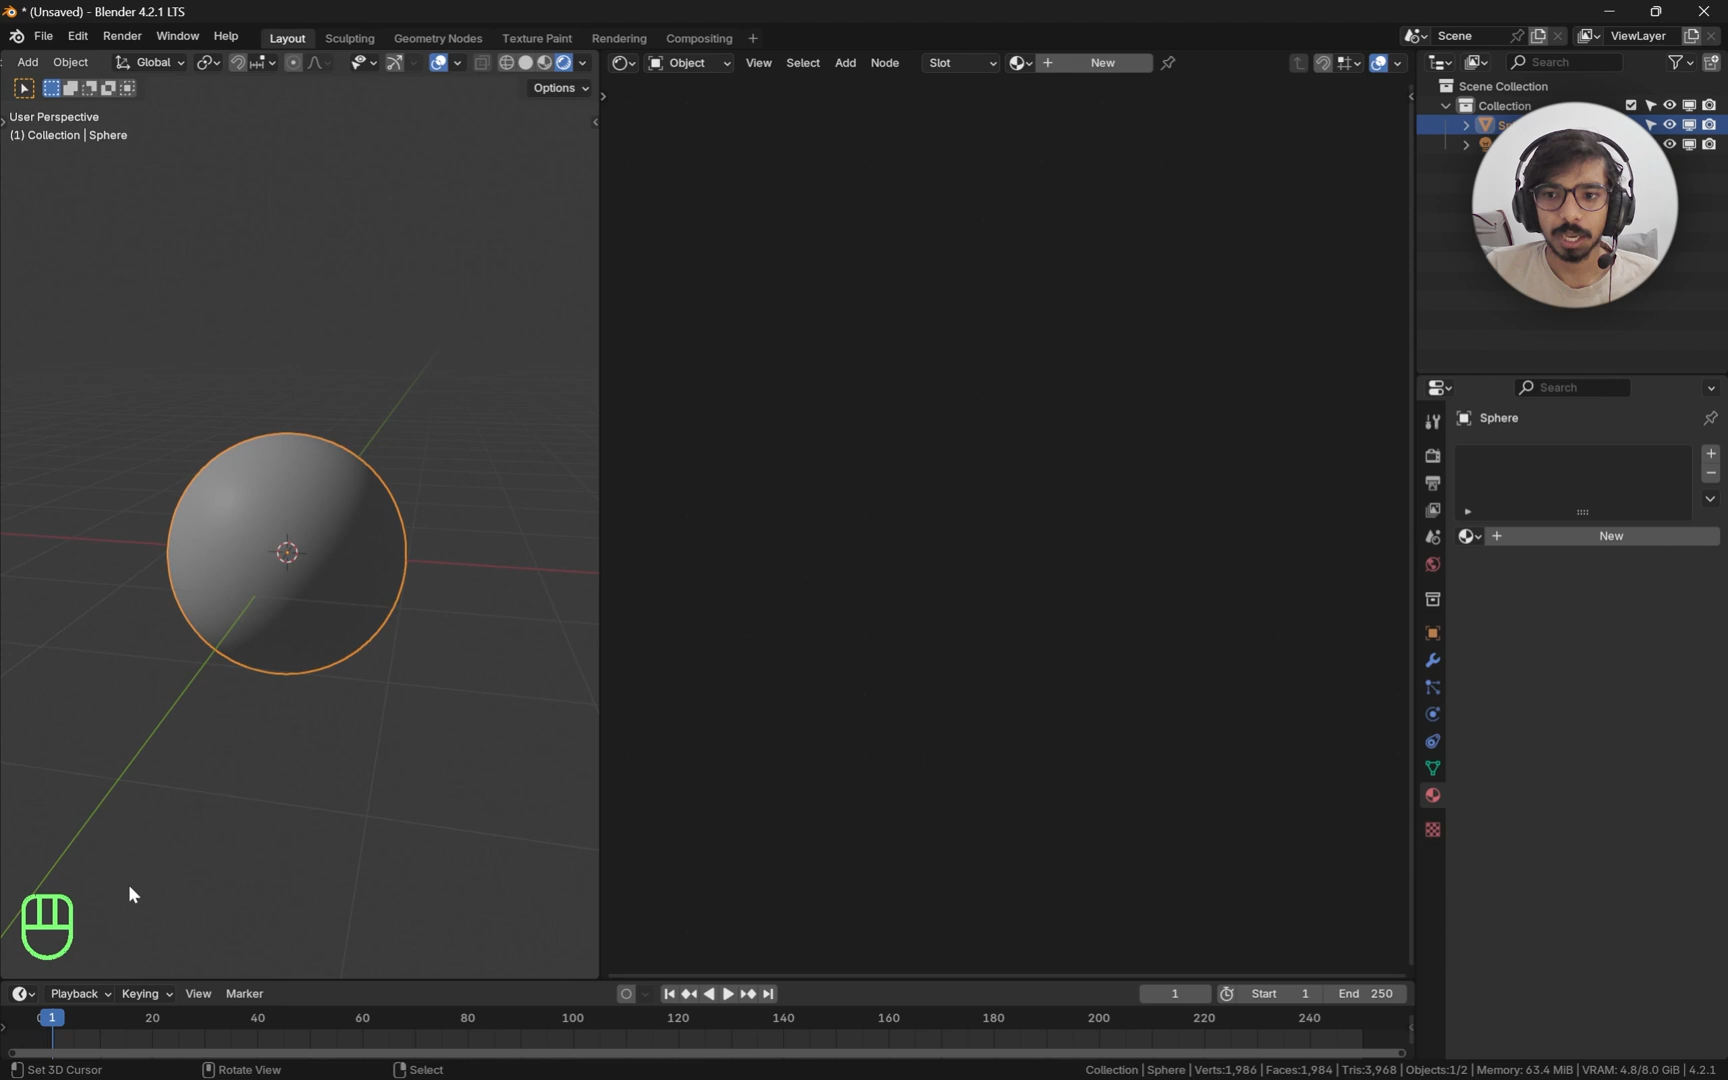 * (Unsaved) - Blender 4.2.1 LTS
File Edit Render Window Help Layout Sculpting Geometry Nodes Texture Paint Rendering Compositing + Scene ViewLayer
Add Object Global Object View Select Add Node Slot + New Search
Options
User Perspective
(1) Collection | Sphere
Scene Collection
Collection
Search
Sphere
+ New
Playback Keying View Marker 1 Start 1 End 250
1 20 40 60 80 100 120 140 160 180 200 220 240
Set 3D Cursor Rotate View Select Collection | Sphere | Verts:1,986 | Faces:1,984 | Tris:3,968 | Objects:1/2 | Memory: 63.4 MiB | VRAM: 4.8/8.0 GiB | 4.2.1